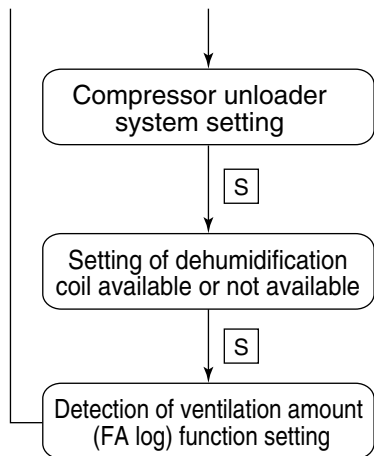 Compressor unloader
system setting
S
Setting of dehumidification
coil available or not available
S
Detection of ventilation amount
(FA log) function setting